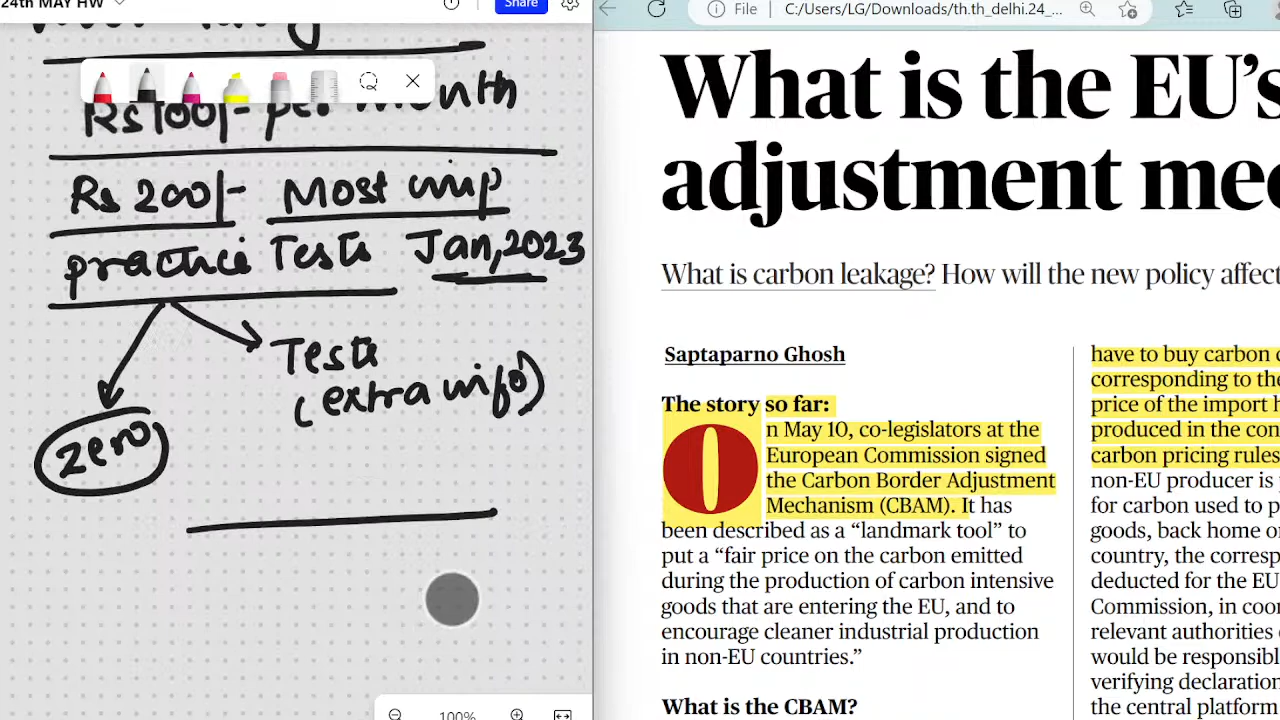 24th MAY HW
Share
Rs 100/- per month
Rs 200/- Most imp
practice Tests Jan, 2023
Tests
(extra info)
zero
100%
File C:/Users/LG/Downloads/th.th_delhi.24_...
What is the EU's
adjustment mec
What is carbon leakage? How will the new policy affect
Saptaparno Ghosh
The story so far:
On May 10, co-legislators at the
European Commission signed
the Carbon Border Adjustment
Mechanism (CBAM). It has
been described as a “landmark tool” to
put a “fair price on the carbon emitted
during the production of carbon intensive
goods that are entering the EU, and to
encourage cleaner industrial production
in non-EU countries.”
What is the CBAM?
have to buy carbon c
corresponding to the
price of the import h
produced in the con
carbon pricing rules
non-EU producer is
for carbon used to p
goods, back home o
country, the corresp
deducted for the EU
Commission, in coo
relevant authorities
would be responsibl
verifying declaration
the central platform